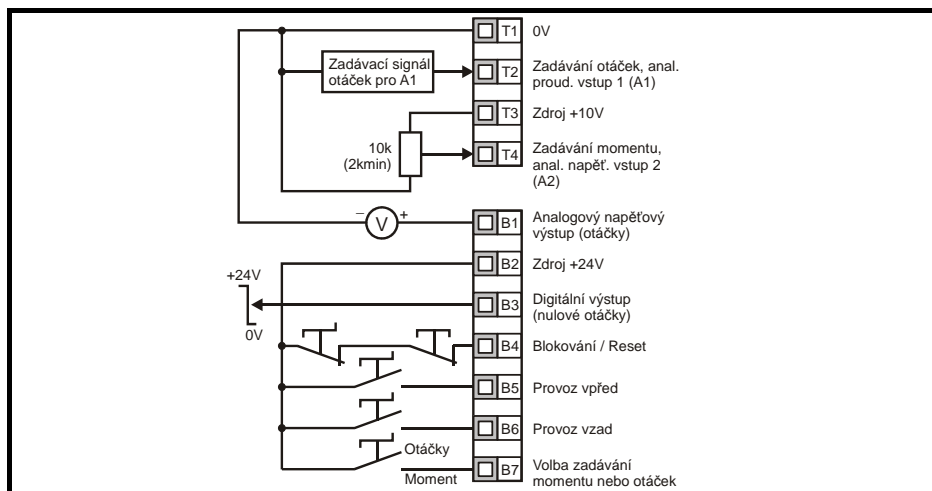 T1 0V
Zadávací signál
otáček pro A1
T2 Zadávání otáček, anal.
proud. vstup 1 (A1)
T3 Zdroj +10V
10k
(2kmin)
T4 Zadávání momentu,
anal. napěť. vstup 2
(A2)
– V +
B1 Analogový napěťový
výstup (otáčky)
B2 Zdroj +24V
+24V
0V
B3 Digitální výstup
(nulové otáčky)
B4 Blokování / Reset
B5 Provoz vpřed
B6 Provoz vzad
Otáčky
Moment
B7 Volba zadávání
momentu nebo otáček